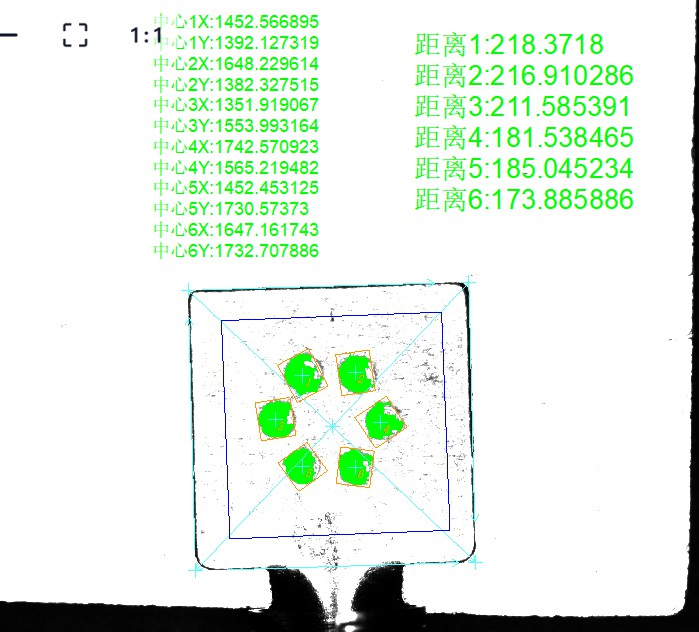 1:1
中心1X:1452.566895
中心1Y:1392.127319
中心2X:1648.229614
中心2Y:1382.327515
中心3X:1351.919067
中心3Y:1553.993164
中心4X:1742.570923
中心4Y:1565.219482
中心5X:1452.453125
中心5Y:1730.57373
中心6X:1647.161743
中心6Y:1732.707886
距离1:218.3718
距离2:216.910286
距离3:211.585391
距离4:181.538465
距离5:185.045234
距离6:173.885886